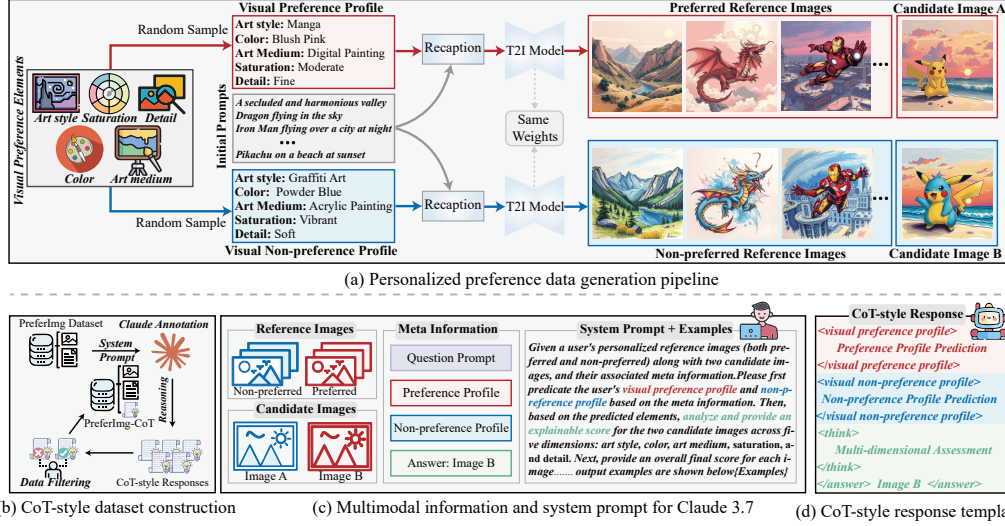 Visual Preference Profile
Preferred Reference Images
Candidate Image A
Random Sample
Art style: Manga
Color: Blush Pink
Art Medium: Digital Painting
Saturation: Moderate
Detail: Fine
Recaption
T2I Model
Visual Preference Elements
Art style
Saturation
Detail
Color
Art medium
Initial Prompts
A secluded and harmonious valley
Dragon flying in the sky
Iron Man flying over a city at night
...
Pikachu on a beach at sunset
Same
Weights
Random Sample
Art style: Graffiti Art
Color: Powder Blue
Art Medium: Acrylic Painting
Saturation: Vibrant
Detail: Soft
Visual Non-preference Profile
Recaption
T2I Model
Non-preferred Reference Images
Candidate Image B
(a) Personalized preference data generation pipeline
PreferImg Dataset
Claude Annotation
System
Prompt
Reasoning
PreferImg-CoT
Data Filtering
CoT-style Responses
(b) CoT-style dataset construction
Reference Images
Non-preferred
Preferred
Candidate Images
Image A
Image B
Meta Information
Question Prompt
Preference Profile
Non-preference Profile
Answer: Image B
System Prompt + Examples
Given a user's personalized reference images (both pre-
ferred and non-preferred) along with two candidate im-
ages, and their associated meta information.Please first
predicate the user's visual preference profile and non-p-
reference profile based on the meta information. Then,
based on the predicted elements, analyze and provide an
explainable score for the two candidate images across fi-
ve dimensions: art style, color, art medium, saturation, a-
nd detail. Next, provide an overall final score for each i-
mage....... output examples are shown below{Examples}
(c) Multimodal information and system prompt for Claude 3.7
CoT-style Response
<visual preference profile>
Preference Profile Prediction
</visual preference profile>
<visual non-preference profile>
Non-preference Profile Prediction
</visual non-preference profile>
<think>
Multi-dimensional Assessment
</think>
</answer> Image B </answer>
(d) CoT-style response templa